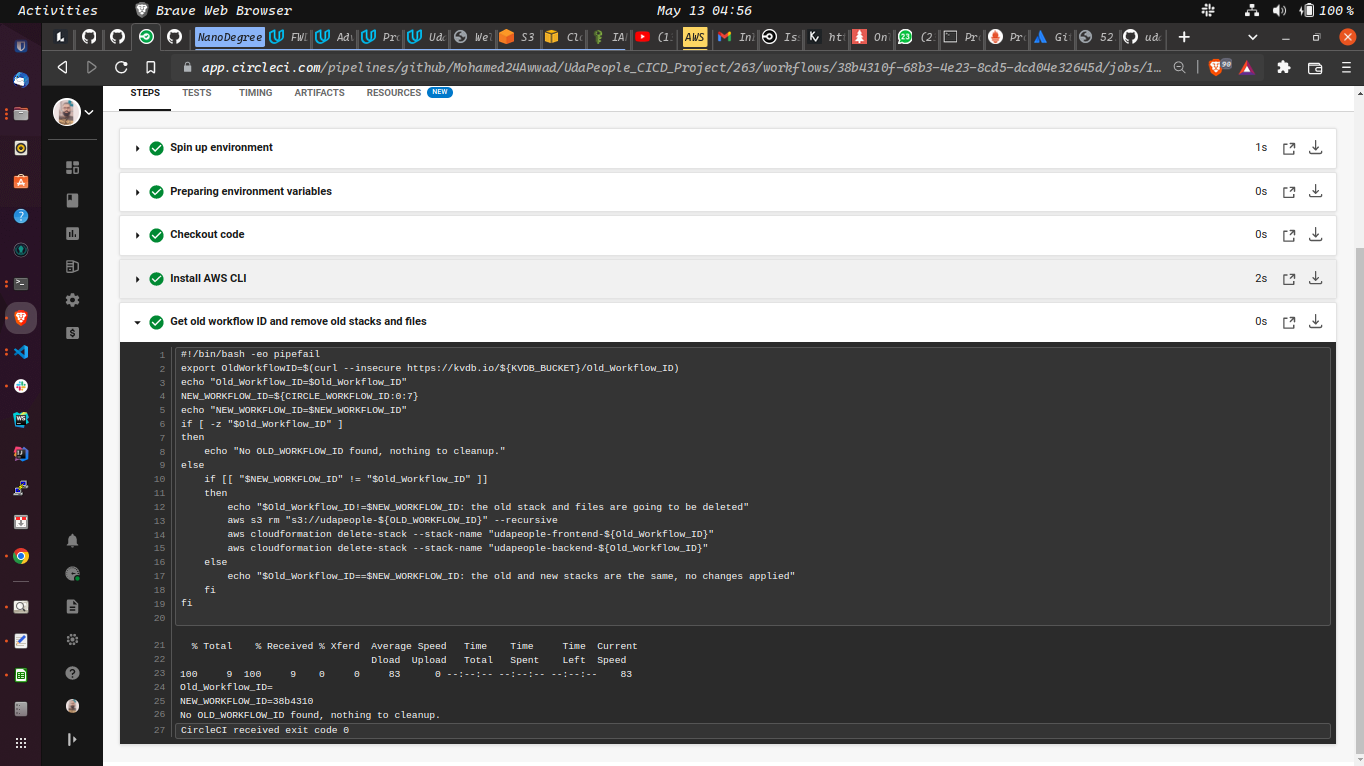 Activities
Brave Web Browser
May 13 04:56
100 %
NanoDegree
FWI
Adv
Pro
Uda
We
S3
Clo
IAM
(1
AWS
In
Is
ht
On
(2
Pr
Pro
Gi
52
uda
app.circleci.com/pipelines/github/Mohamed24Awwad/UdaPeople_CICD_Project/263/workflows/38b4310f-68b3-4e23-8cd5-dcd04e32645d/jobs/1...
90
STEPS
TESTS
TIMING
ARTIFACTS
RESOURCES
NEW
Spin up environment
1s
Preparing environment variables
0s
Checkout code
0s
Install AWS CLI
2s
Get old workflow ID and remove old stacks and files
0s
1 #!/bin/bash -eo pipefail
2 export OldWorkflowID=$(curl --insecure https://kvdb.io/${KVDB_BUCKET}/Old_Workflow_ID)
3 echo "Old_Workflow_ID=$Old_Workflow_ID"
4 NEW_WORKFLOW_ID=${CIRCLE_WORKFLOW_ID:0:7}
5 echo "NEW_WORKFLOW_ID=$NEW_WORKFLOW_ID"
6 if [ -z "$Old_Workflow_ID" ]
7 then
8 echo "No OLD_WORKFLOW_ID found, nothing to cleanup."
9 else
10 if [[ "$NEW_WORKFLOW_ID" != "$Old_Workflow_ID" ]]
11 then
12 echo "$Old_Workflow_ID!=$NEW_WORKFLOW_ID: the old stack and files are going to be deleted"
13 aws s3 rm "s3://udapeople-${OLD_WORKFLOW_ID}" --recursive
14 aws cloudformation delete-stack --stack-name "udapeople-frontend-${Old_Workflow_ID}"
15 aws cloudformation delete-stack --stack-name "udapeople-backend-${Old_Workflow_ID}"
16 else
17 echo "$Old_Workflow_ID==$NEW_WORKFLOW_ID: the old and new stacks are the same, no changes applied"
18 fi
19 fi
20
21 % Total % Received % Xferd Average Speed Time Time Time Current
22 Dload Upload Total Spent Left Speed
23 100 9 100 9 0 0 83 0 --:--:-- --:--:-- --:--:-- 83
24 Old_Workflow_ID=
25 NEW_WORKFLOW_ID=38b4310
26 No OLD_WORKFLOW_ID found, nothing to cleanup.
27 CircleCI received exit code 0